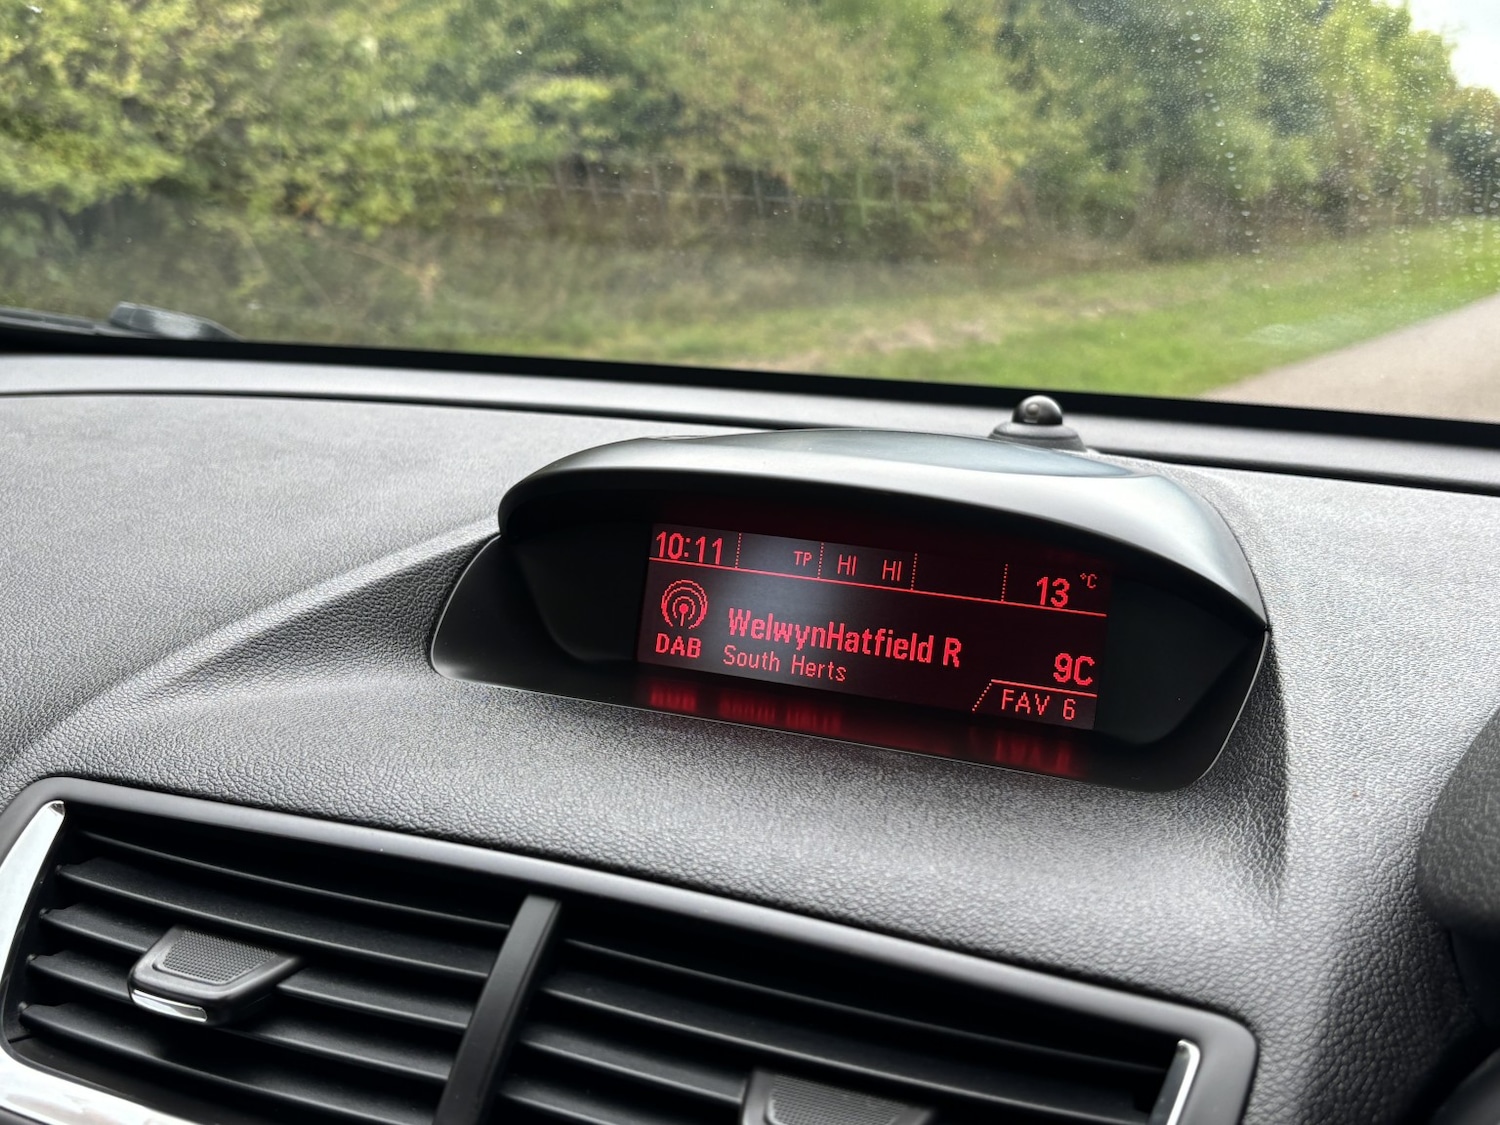 10:11 TP HI HI 13 °C
WelwynHatfield R
DAB South Herts 9C
FAV 6